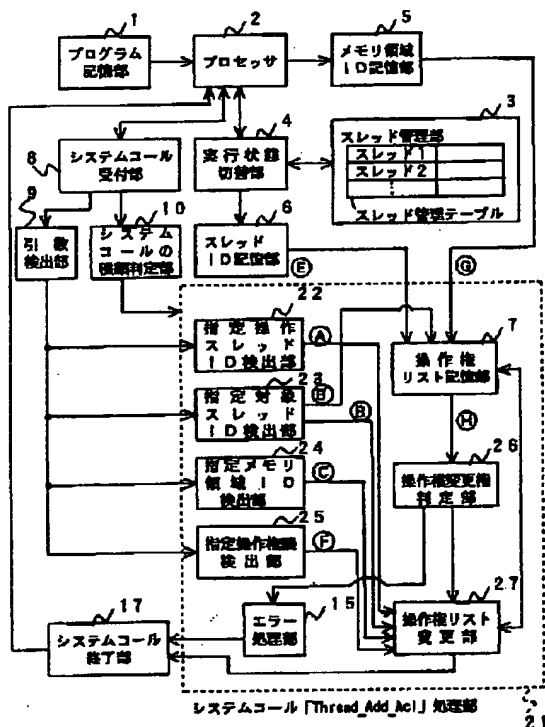 1
プログラム
記憶部
2
プロセッサ
5
メモリ領域
ID記憶部
4
実行状態
切替部
3
スレッド管理部
スレッド1
スレッド2
スレッド管理テーブル
8
システムコール
受付部
9
引数
検出部
10
システム
コールの
種類判定部
6
スレッド
ID記憶部
E
G
22
指定操作
スレッド
ID検出部
A
7
操作権
リスト記憶部
23
指定対象
スレッド
ID検出部
B
B
H
24
指定メモリ
領域ID
検出部
C
26
操作権変更権
判定部
25
指定操作権
検出部
F
17
システムコール
終了部
15
エラー
処理部
27
操作権リスト
変更部
システムコール「Thread_Add_Acl」処理部